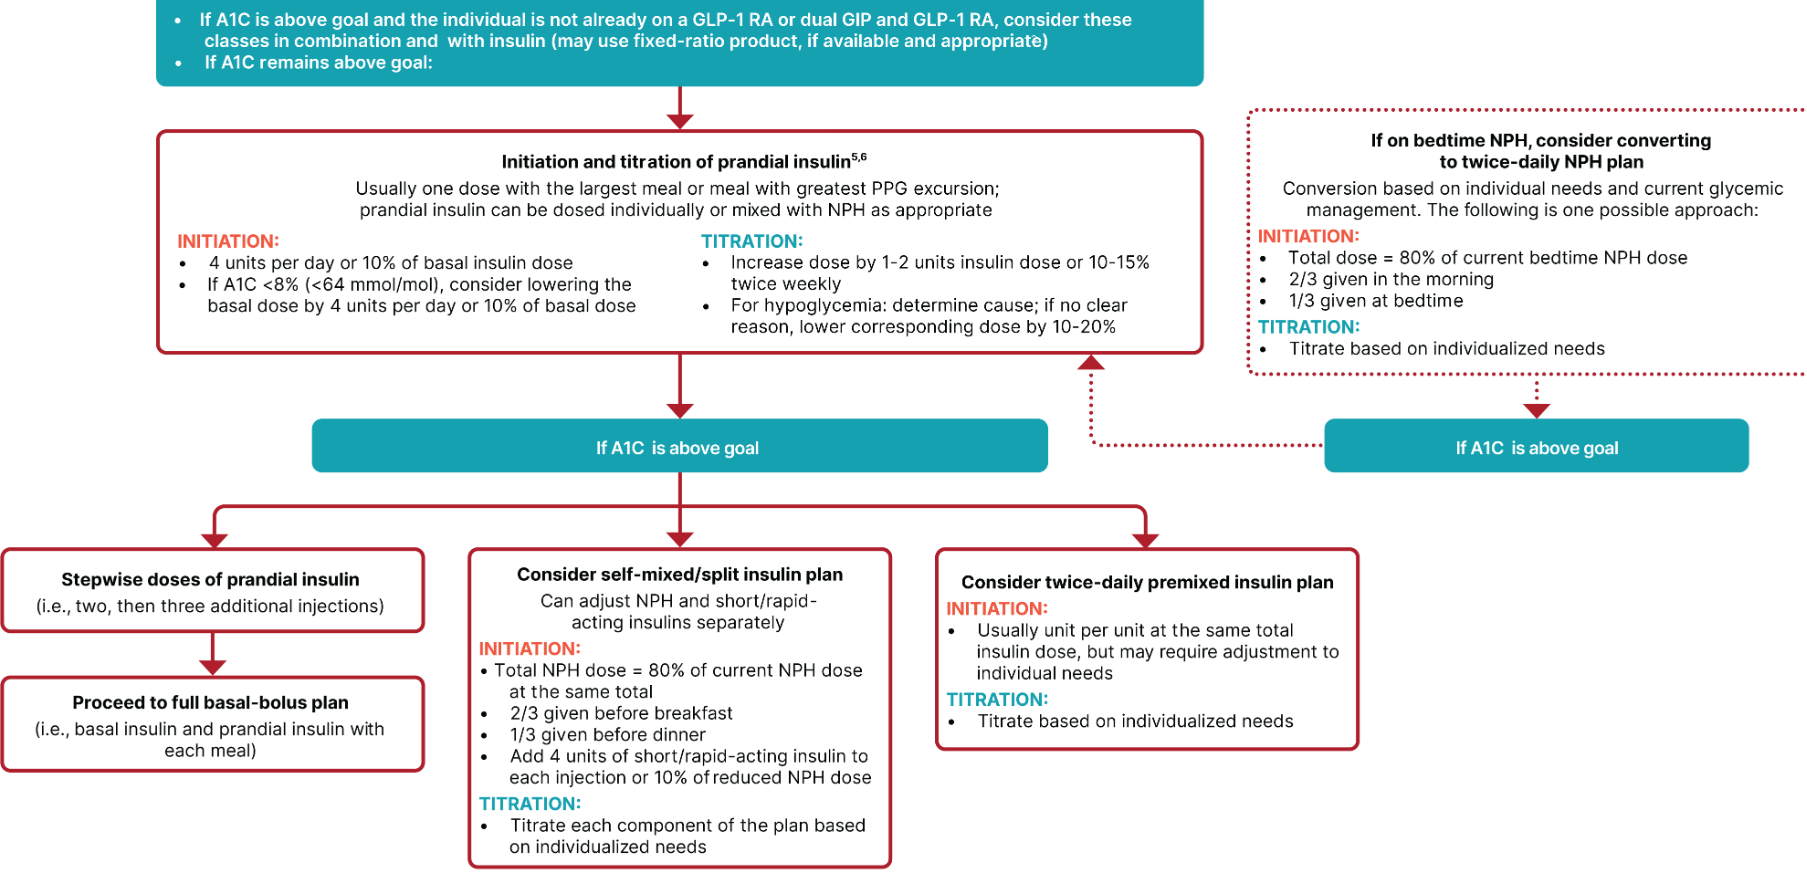 • If A1C is above goal and the individual is not already on a GLP-1 RA or dual GIP and GLP-1 RA, consider these
classes in combination and with insulin (may use fixed-ratio product, if available and appropriate)
• If A1C remains above goal:
Initiation and titration of prandial insulin5,6
Usually one dose with the largest meal or meal with greatest PPG excursion;
prandial insulin can be dosed individually or mixed with NPH as appropriate
INITIATION:
• 4 units per day or 10% of basal insulin dose
• If A1C <8% (<64 mmol/mol), consider lowering the
basal dose by 4 units per day or 10% of basal dose
TITRATION:
• Increase dose by 1-2 units insulin dose or 10-15%
twice weekly
• For hypoglycemia: determine cause; if no clear
reason, lower corresponding dose by 10-20%
If on bedtime NPH, consider converting
to twice-daily NPH plan
Conversion based on individual needs and current glycemic
management. The following is one possible approach:
INITIATION:
• Total dose = 80% of current bedtime NPH dose
• 2/3 given in the morning
• 1/3 given at bedtime
TITRATION:
• Titrate based on individualized needs
If A1C is above goal
If A1C is above goal
Stepwise doses of prandial insulin
(i.e., two, then three additional injections)
Proceed to full basal-bolus plan
(i.e., basal insulin and prandial insulin with
each meal)
Consider self-mixed/split insulin plan
Can adjust NPH and short/rapid-
acting insulins separately
INITIATION:
• Total NPH dose = 80% of current NPH dose
at the same total
• 2/3 given before breakfast
• 1/3 given before dinner
• Add 4 units of short/rapid-acting insulin to
each injection or 10% of reduced NPH dose
TITRATION:
• Titrate each component of the plan based
on individualized needs
Consider twice-daily premixed insulin plan
INITIATION:
• Usually unit per unit at the same total
insulin dose, but may require adjustment to
individual needs
TITRATION:
• Titrate based on individualized needs